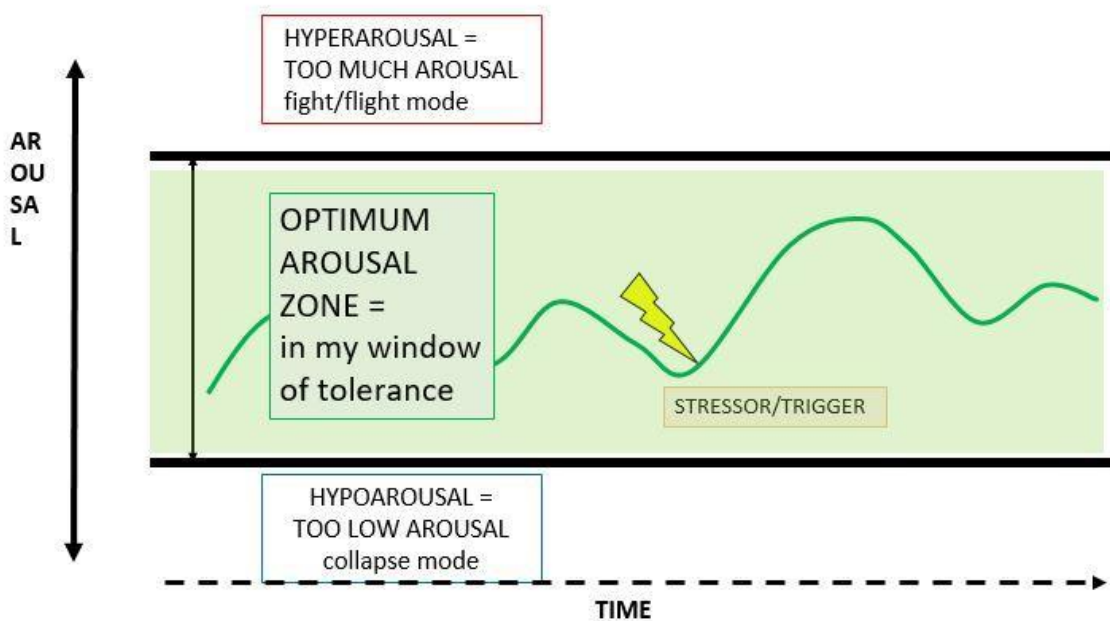 HYPERAROUSAL =
TOO MUCH AROUSAL
fight/flight mode
AR
OU
SA
L
OPTIMUM
AROUSAL
ZONE =
in my window
of tolerance
STRESSOR/TRIGGER
HYPOAROUSAL =
TOO LOW AROUSAL
collapse mode
TIME